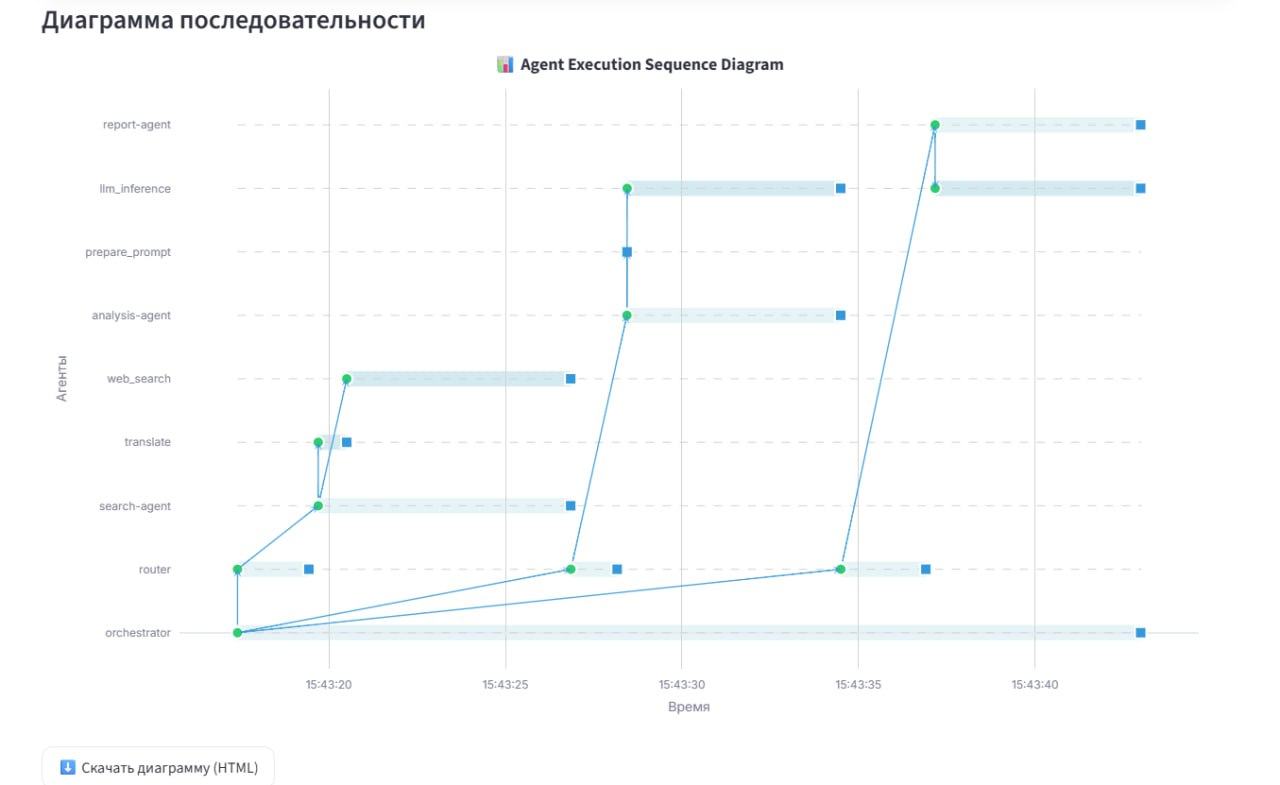 Диаграмма последовательности
📊 Agent Execution Sequence Diagram
report-agent
llm_inference
prepare_prompt
analysis-agent
web_search
translate
search-agent
router
orchestrator
Агенты
15:43:20 15:43:25 15:43:30 15:43:35 15:43:40
Время
⬇️ Скачать диаграмму (HTML)